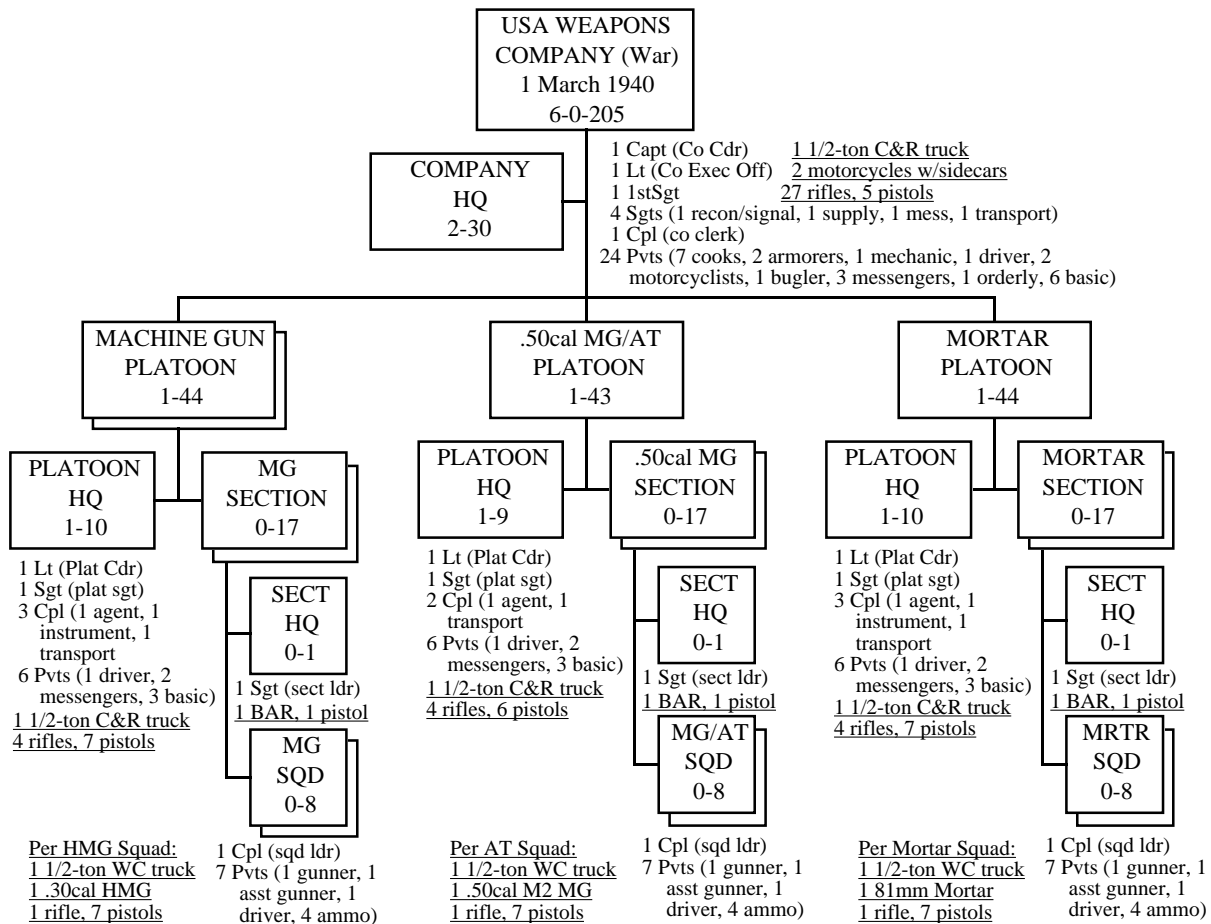 USA WEAPONS
COMPANY (War)
1 March 1940
6-0-205
COMPANY
HQ
2-30
1 Capt (Co Cdr) 1 1/2-ton C&R truck
1 Lt (Co Exec Off) 2 motorcycles w/sidecars
1 1stSgt 27 rifles, 5 pistols
4 Sgts (1 recon/signal, 1 supply, 1 mess, 1 transport)
1 Cpl (co clerk)
24 Pvts (7 cooks, 2 armorers, 1 mechanic, 1 driver, 2
motorcyclists, 1 bugler, 3 messengers, 1 orderly, 6 basic)
MACHINE GUN
PLATOON
1-44
.50cal MG/AT
PLATOON
1-43
MORTAR
PLATOON
1-44
PLATOON
HQ
1-10
MG
SECTION
0-17
PLATOON
HQ
1-9
.50cal MG
SECTION
0-17
PLATOON
HQ
1-10
MORTAR
SECTION
0-17
1 Lt (Plat Cdr)
1 Sgt (plat sgt)
3 Cpl (1 agent, 1
instrument, 1
transport
6 Pvts (1 driver, 2
messengers, 3 basic)
1 1/2-ton C&R truck
4 rifles, 7 pistols
SECT
HQ
0-1
1 Sgt (sect ldr)
1 BAR, 1 pistol
MG
SQD
0-8
1 Lt (Plat Cdr)
1 Sgt (plat sgt)
2 Cpl (1 agent, 1
transport
6 Pvts (1 driver, 2
messengers, 3 basic)
1 1/2-ton C&R truck
4 rifles, 6 pistols
SECT
HQ
0-1
1 Sgt (sect ldr)
1 BAR, 1 pistol
MG/AT
SQD
0-8
1 Lt (Plat Cdr)
1 Sgt (plat sgt)
3 Cpl (1 agent, 1
instrument, 1
transport
6 Pvts (1 driver, 2
messengers, 3 basic)
1 1/2-ton C&R truck
4 rifles, 7 pistols
SECT
HQ
0-1
1 Sgt (sect ldr)
1 BAR, 1 pistol
MRTR
SQD
0-8
Per HMG Squad:
1 1/2-ton WC truck
1 .30cal HMG
1 rifle, 7 pistols
1 Cpl (sqd ldr)
7 Pvts (1 gunner, 1
asst gunner, 1
driver, 4 ammo)
Per AT Squad:
1 1/2-ton WC truck
1 .50cal M2 MG
1 rifle, 7 pistols
1 Cpl (sqd ldr)
7 Pvts (1 gunner, 1
asst gunner, 1
driver, 4 ammo)
Per Mortar Squad:
1 1/2-ton WC truck
1 81mm Mortar
1 rifle, 7 pistols
1 Cpl (sqd ldr)
7 Pvts (1 gunner, 1
asst gunner, 1
driver, 4 ammo)